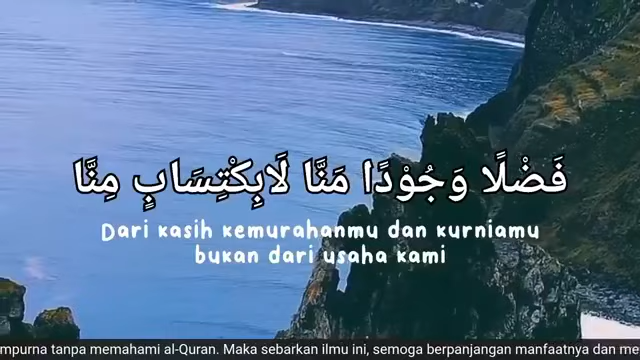 فَضْلًا وَجُوْدًا مَنَّا لَابِكْتِسَابٍ مِنَّا
Dari kasih kemurahanmu dan kurniamu
bukan dari usaha kami
mpurna tanpa memahami al-Quran. Maka sebarkan ilmu ini, semoga berpanjangan manfaatnya dan me